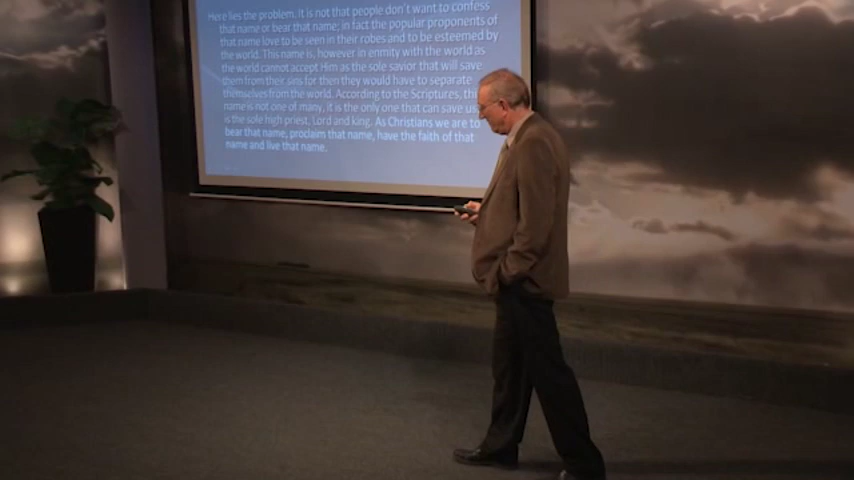 Here lies the problem. It is not that people don't want to confess
that name or bear that name; in fact the popular proponents of
that name love to be seen in their robes and to be esteemed by
the world. This name is, however in enmity with the world as
the world cannot accept Him as the sole savior that will save
them from their sins for then they would have to separate
themselves from the world. According to the Scriptures, this
name is not one of many, it is the only one that can save us,
is the sole high priest, Lord and king. As Christians we are to
bear that name, proclaim that name, have the faith of that
name and live that name.